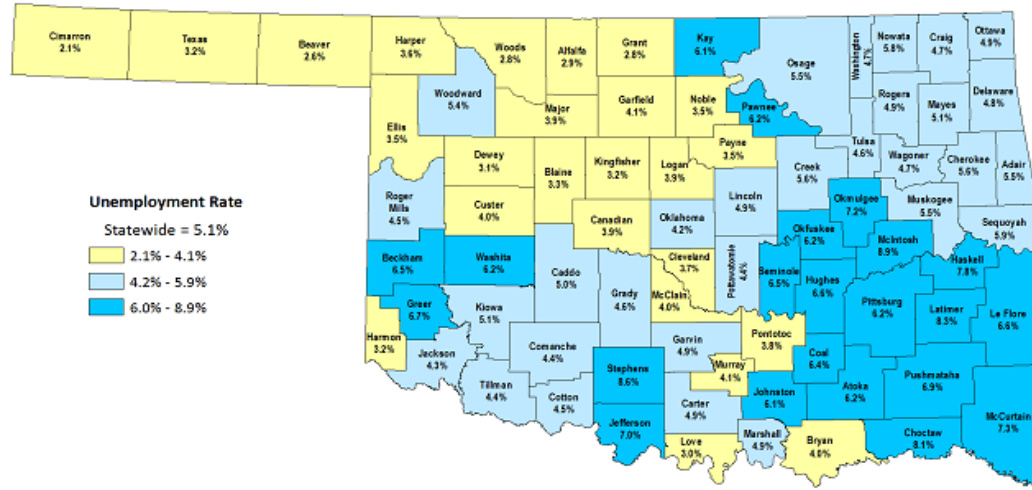 Cimarron
2.1%
Texas
3.2%
Beaver
2.6%
Harper
3.6%
Woods
2.8%
Alfalfa
2.9%
Grant
2.8%
Kay
6.1%
Osage
5.5%
Washington
4.7%
Nowata
5.8%
Craig
4.7%
Ottawa
4.9%
Woodward
5.4%
Major
3.9%
Garfield
4.1%
Noble
3.5%
Pawnee
6.2%
Rogers
4.9%
Mayes
5.1%
Delaware
4.8%
Ellis
3.5%
Dewey
3.1%
Blaine
3.3%
Kingfisher
3.2%
Logan
3.9%
Payne
3.5%
Creek
5.6%
Tulsa
4.6%
Wagoner
4.7%
Cherokee
5.6%
Adair
5.5%
Roger
Mills
4.5%
Custer
4.0%
Canadian
3.9%
Oklahoma
4.2%
Lincoln
4.9%
Okmulgee
7.2%
Muskogee
5.5%
Sequoyah
5.9%
Unemployment Rate
Statewide = 5.1%
2.1% - 4.1%
4.2% - 5.9%
6.0% - 8.9%
Beckham
6.5%
Washita
6.2%
Caddo
5.0%
Grady
4.6%
Cleveland
3.7%
McClain
4.0%
Pottawatomie
4.4%
Seminole
6.5%
Okfuskee
6.2%
McIntosh
8.9%
Haskell
7.8%
Hughes
6.6%
Pittsburg
6.2%
Latimer
8.3%
Le Flore
6.6%
Greer
6.7%
Kiowa
5.1%
Harmon
3.2%
Jackson
4.3%
Comanche
4.4%
Stephens
8.6%
Garvin
4.9%
Murray
4.1%
Pontotoc
3.8%
Coal
6.4%
Tillman
4.4%
Cotton
4.5%
Jefferson
7.0%
Carter
4.9%
Johnston
6.1%
Atoka
6.2%
Pushmataha
6.9%
McCurtain
7.3%
Love
3.0%
Marshall
4.9%
Bryan
4.0%
Choctaw
8.1%